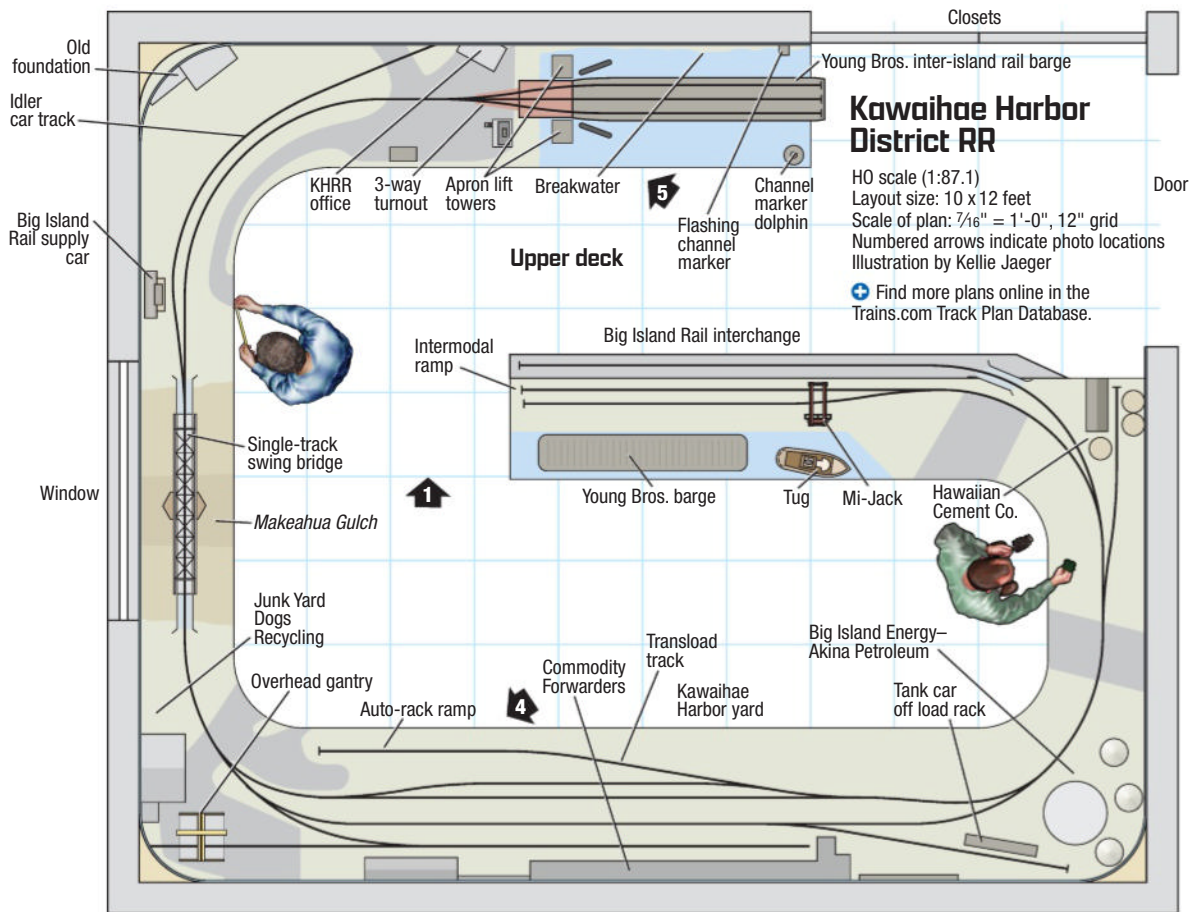 Closets
Old
foundation
Young Bros. inter-island rail barge
Idler
car track
Kawaihae Harbor
District RR
HO scale (1:87.1)
Layout size: 10 x 12 feet
Scale of plan: 7/16" = 1'-0", 12" grid
Numbered arrows indicate photo locations
Illustration by Kellie Jaeger
Find more plans online in the
Trains.com Track Plan Database.
Door
KHRR
office
3-way
turnout
Apron lift
towers
Breakwater
5
Flashing
channel
marker
Channel
marker
dolphin
Big Island
Rail supply
car
Upper deck
Big Island Rail interchange
Intermodal
ramp
Single-track
swing bridge
Window
1
Makeahua Gulch
Young Bros. barge
Tug
Mi-Jack
Hawaiian
Cement Co.
Junk Yard
Dogs
Recycling
Overhead gantry
Auto-rack ramp
4
Commodity
Forwarders
Transload
track
Kawaihae
Harbor yard
Big Island Energy–
Akina Petroleum
Tank car
off load rack